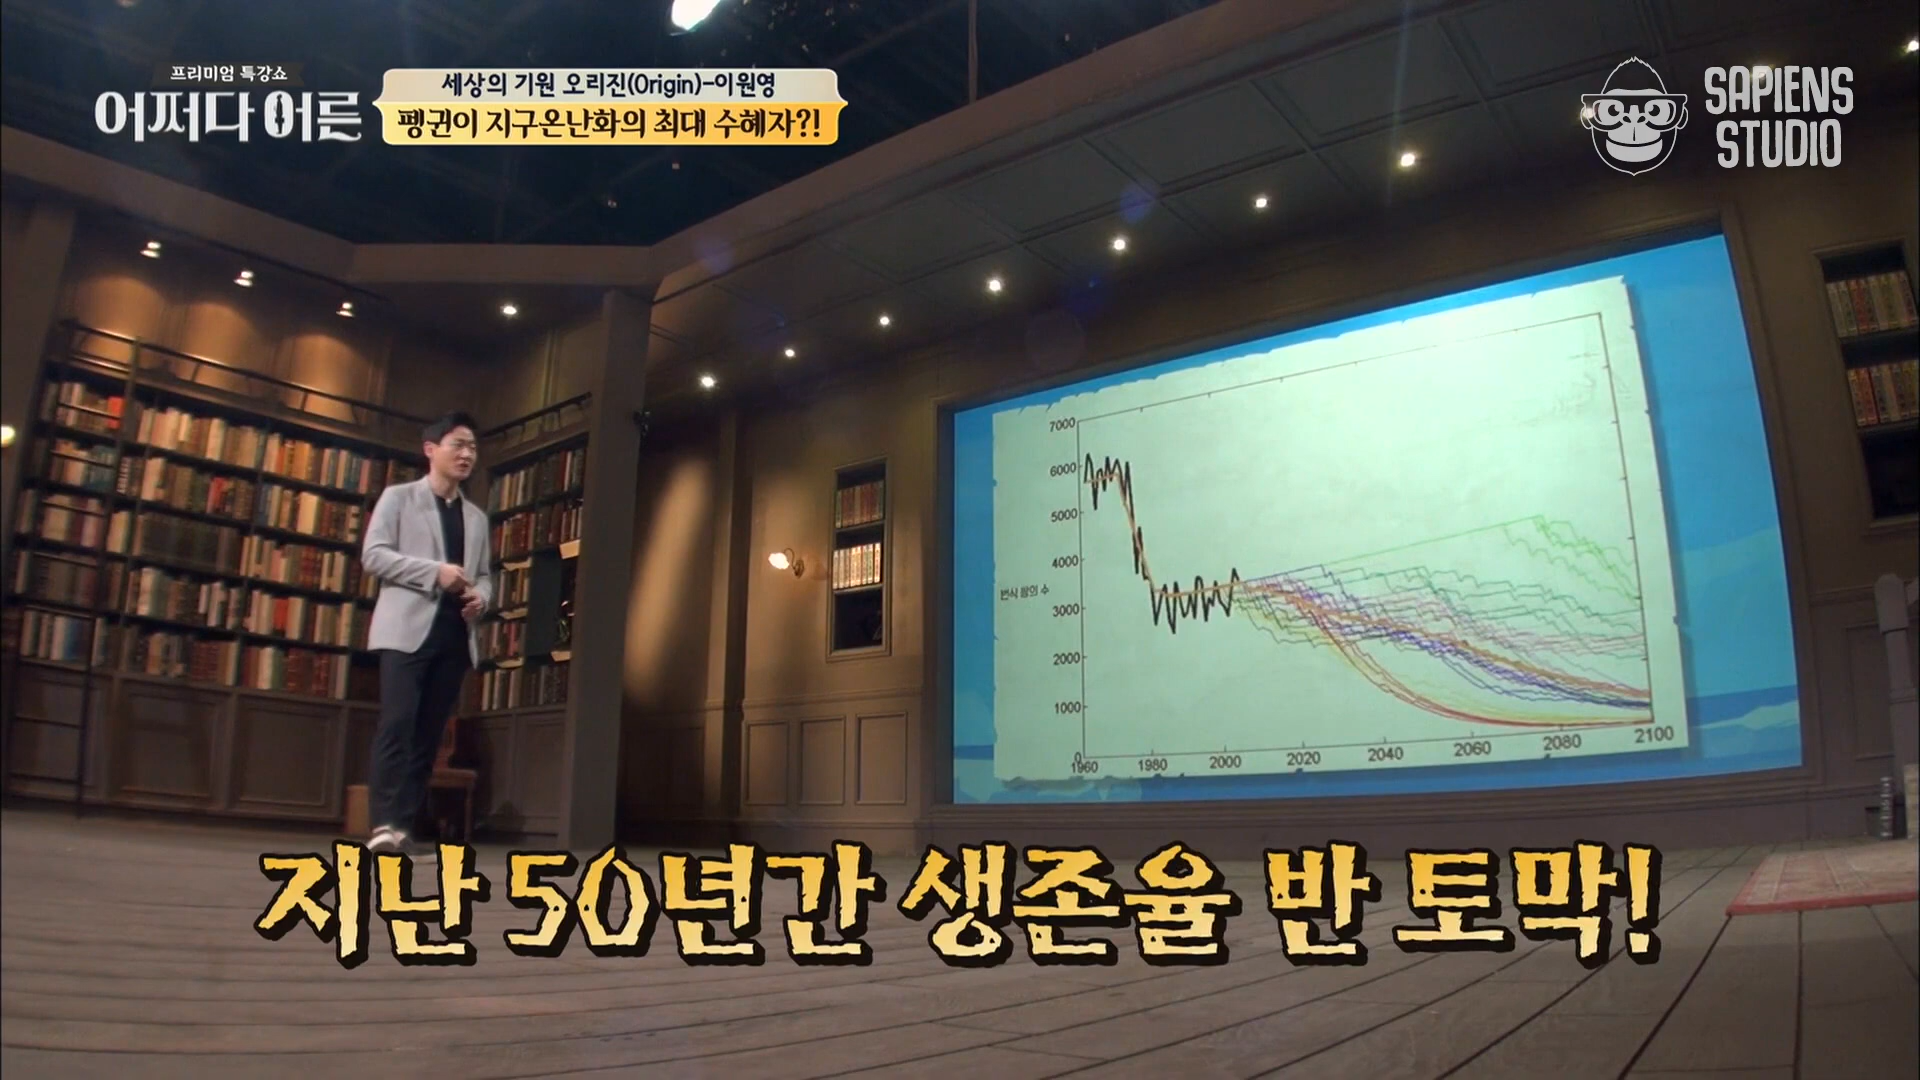 프리미엄 특강쇼
어쩌다 어른
세상의 기원 오리진(Origin)-이원영
펭귄이 지구온난화의 최대 수혜자?!
SAPIENS
STUDIO
7000
6000
5000
4000
번식 쌍의 수
3000
2000
1000
0
1960 1980 2000 2020 2040 2060 2080 2100
지난 50년간 생존율 반 토막!